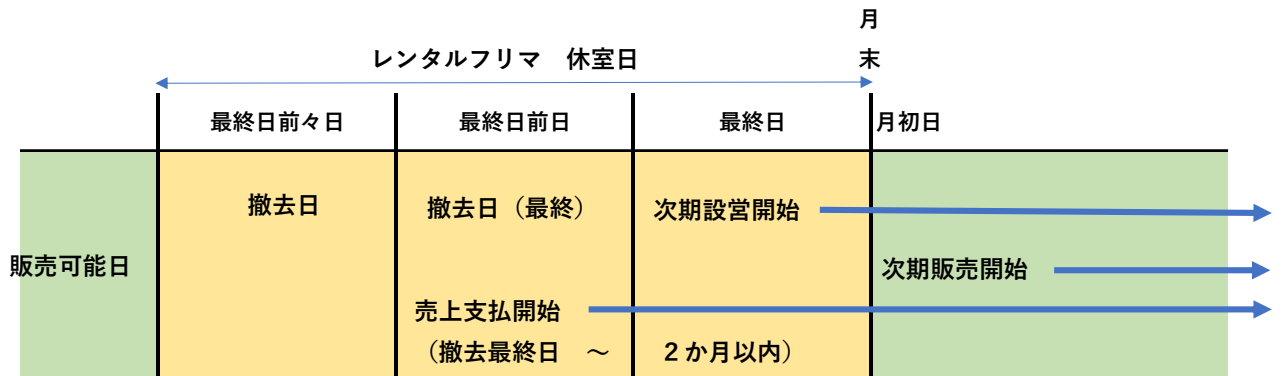 月末
レンタルフリマ　休室日
最終日前々日
最終日前日
最終日
月初日
撤去日
撤去日（最終）
次期設営開始
販売可能日
次期販売開始
売上支払開始
（撤去最終日　～　２か月以内）